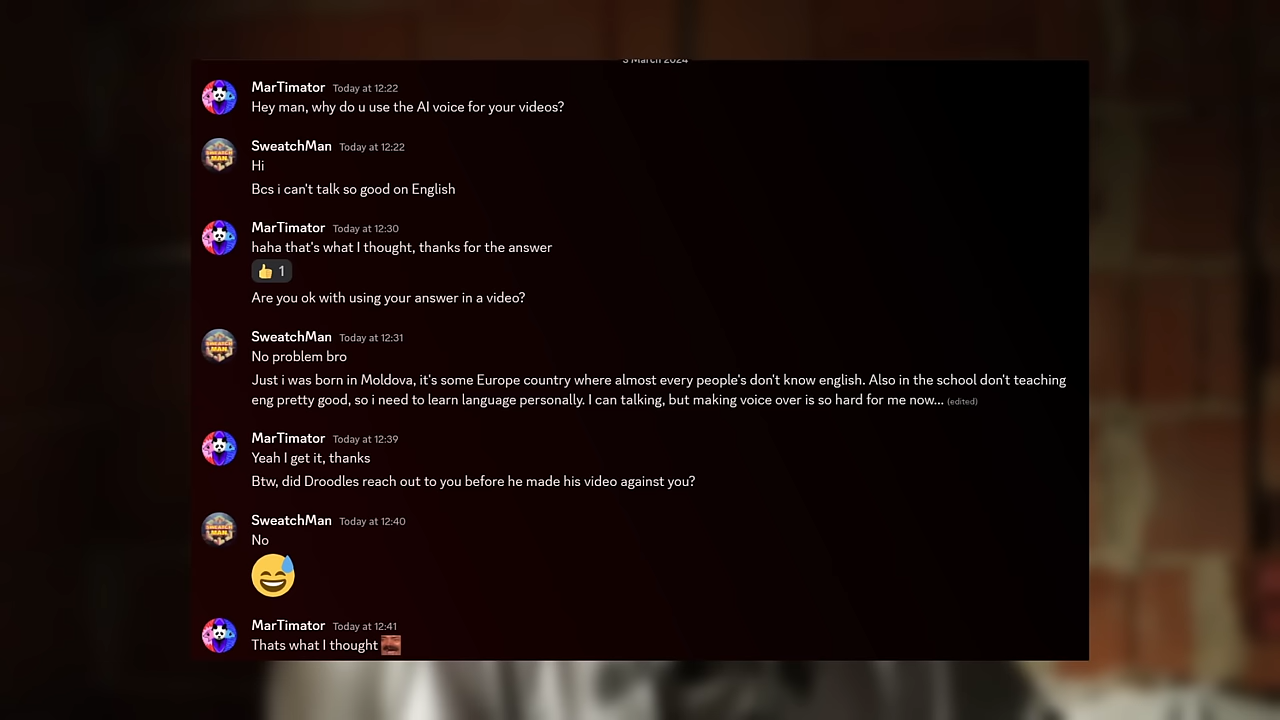 3 March 2024
MarTimator Today at 12:22
Hey man, why do u use the AI voice for your videos?
SweatchMan Today at 12:22
Hi
Bcs i can't talk so good on English
MarTimator Today at 12:30
haha that's what I thought, thanks for the answer
👍 1
Are you ok with using your answer in a video?
SweatchMan Today at 12:31
No problem bro
Just i was born in Moldova, it's some Europe country where almost every people's don't know english. Also in the school don't teaching
eng pretty good, so i need to learn language personally. I can talking, but making voice over is so hard for me now... (edited)
MarTimator Today at 12:39
Yeah I get it, thanks
Btw, did Droodles reach out to you before he made his video against you?
SweatchMan Today at 12:40
No
😅
MarTimator Today at 12:41
Thats what I thought